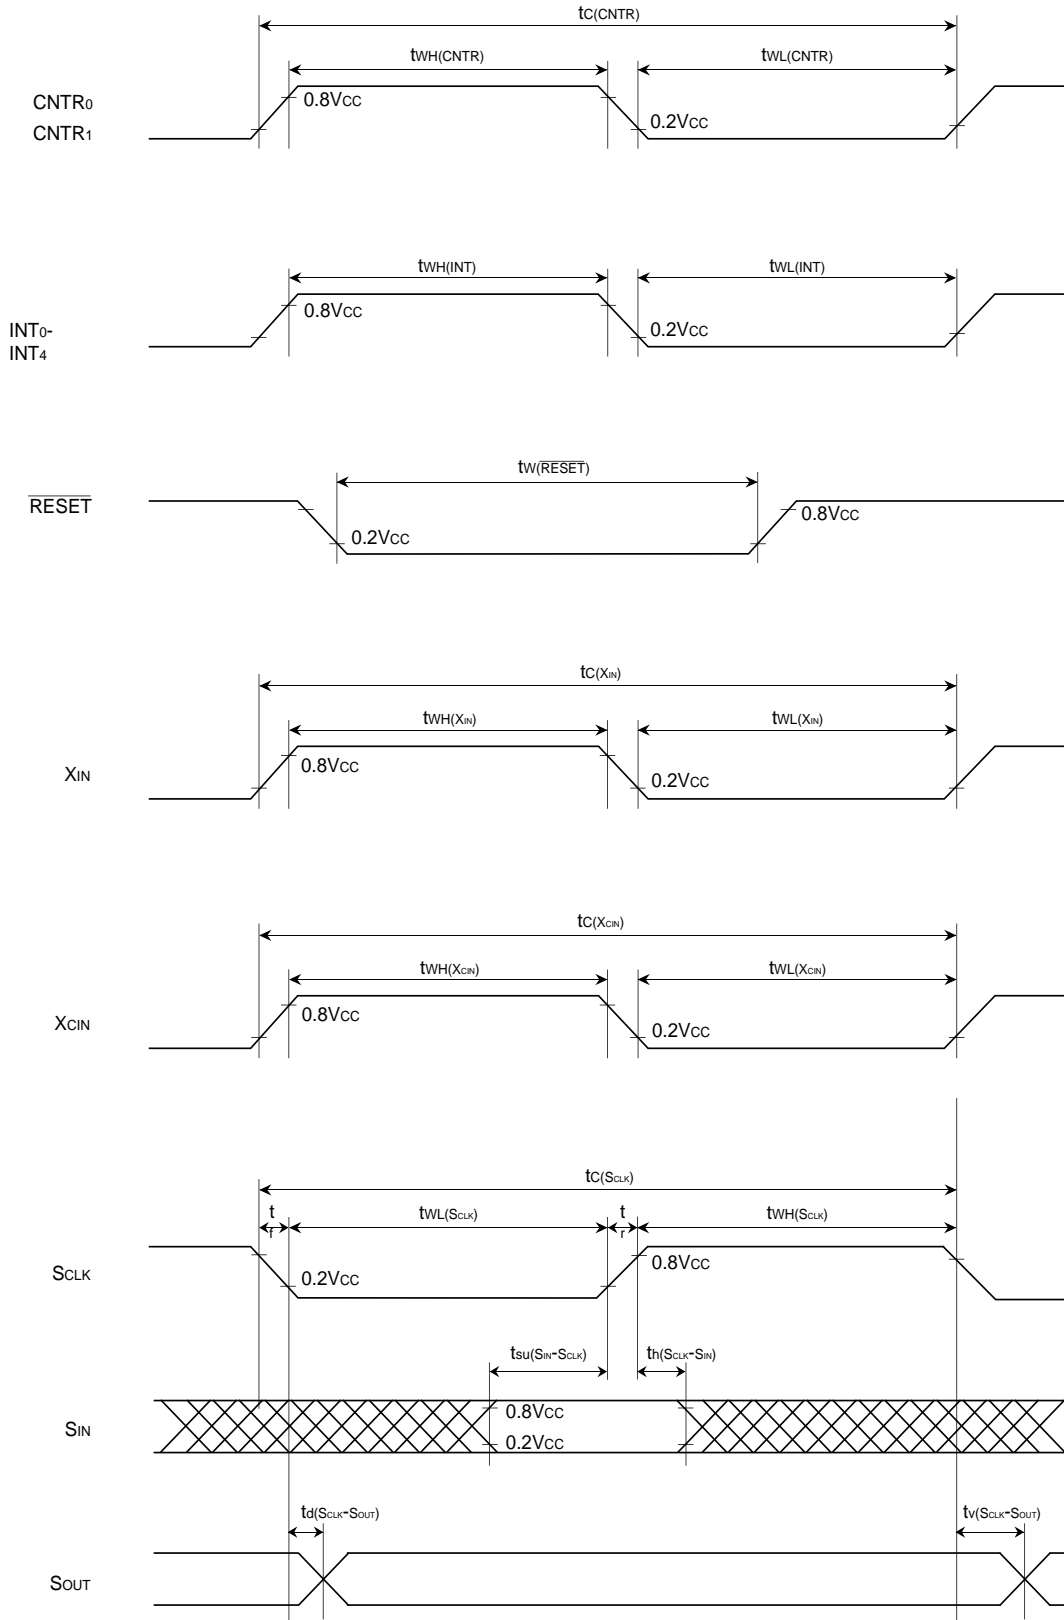 tC(CNTR)
tWH(CNTR) tWL(CNTR)
CNTR0
CNTR1
0.8VCC
0.2VCC
tWH(INT) tWL(INT)
INT0-
INT4
0.8VCC
0.2VCC
tW(RESET)
RESET
0.2VCC
0.8VCC
tC(XIN)
tWH(XIN) tWL(XIN)
XIN
0.8VCC
0.2VCC
tC(XCIN)
tWH(XCIN) tWL(XCIN)
XCIN
0.8VCC
0.2VCC
tC(SCLK)
tf tWL(SCLK) tr tWH(SCLK)
SCLK
0.2VCC
0.8VCC
tsu(SIN-SCLK) th(SCLK-SIN)
SIN
0.8VCC
0.2VCC
td(SCLK-SOUT) tv(SCLK-SOUT)
SOUT